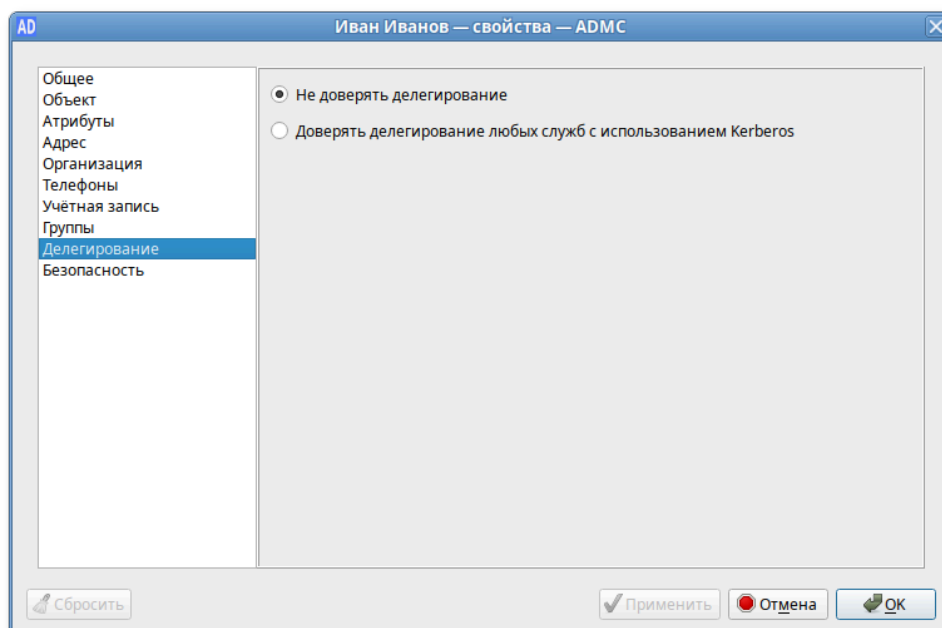 AD Иван Иванов — свойства — ADMC
Общее
Объект
Атрибуты
Адрес
Организация
Телефоны
Учётная запись
Группы
Делегирование
Безопасность
Не доверять делегирование
Доверять делегирование любых служб с использованием Kerberos
Сбросить Применить Отмена OK